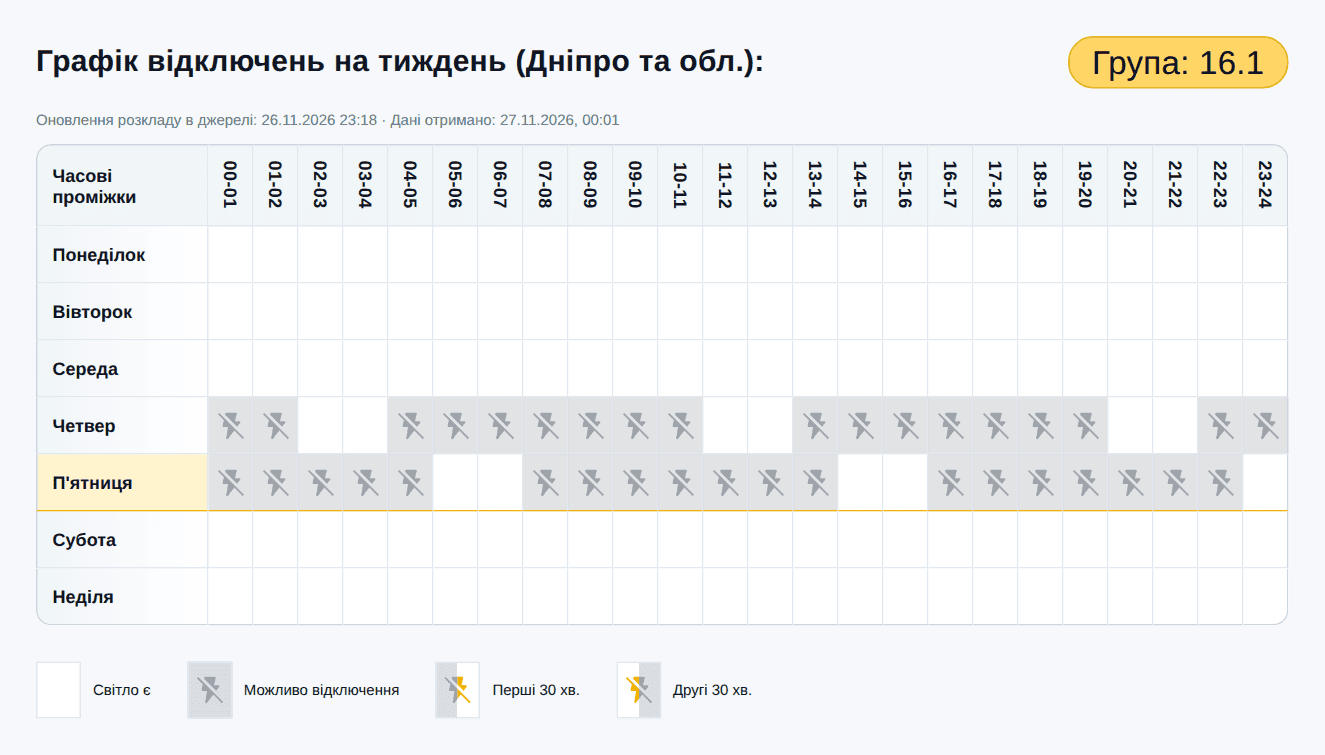 Графік відключень на тиждень (Дніпро та обл.):
Група: 16.1
Оновлення розкладу в джерелі: 26.11.2026 23:18 · Дані отримано: 27.11.2026, 00:01
Часові
проміжки
00-01
01-02
02-03
03-04
04-05
05-06
06-07
07-08
08-09
09-10
10-11
11-12
12-13
13-14
14-15
15-16
16-17
17-18
18-19
19-20
20-21
21-22
22-23
23-24
Понеділок
Вівторок
Середа
Четвер
П'ятниця
Субота
Неділя
Світло є
Можливо відключення
Перші 30 хв.
Другі 30 хв.